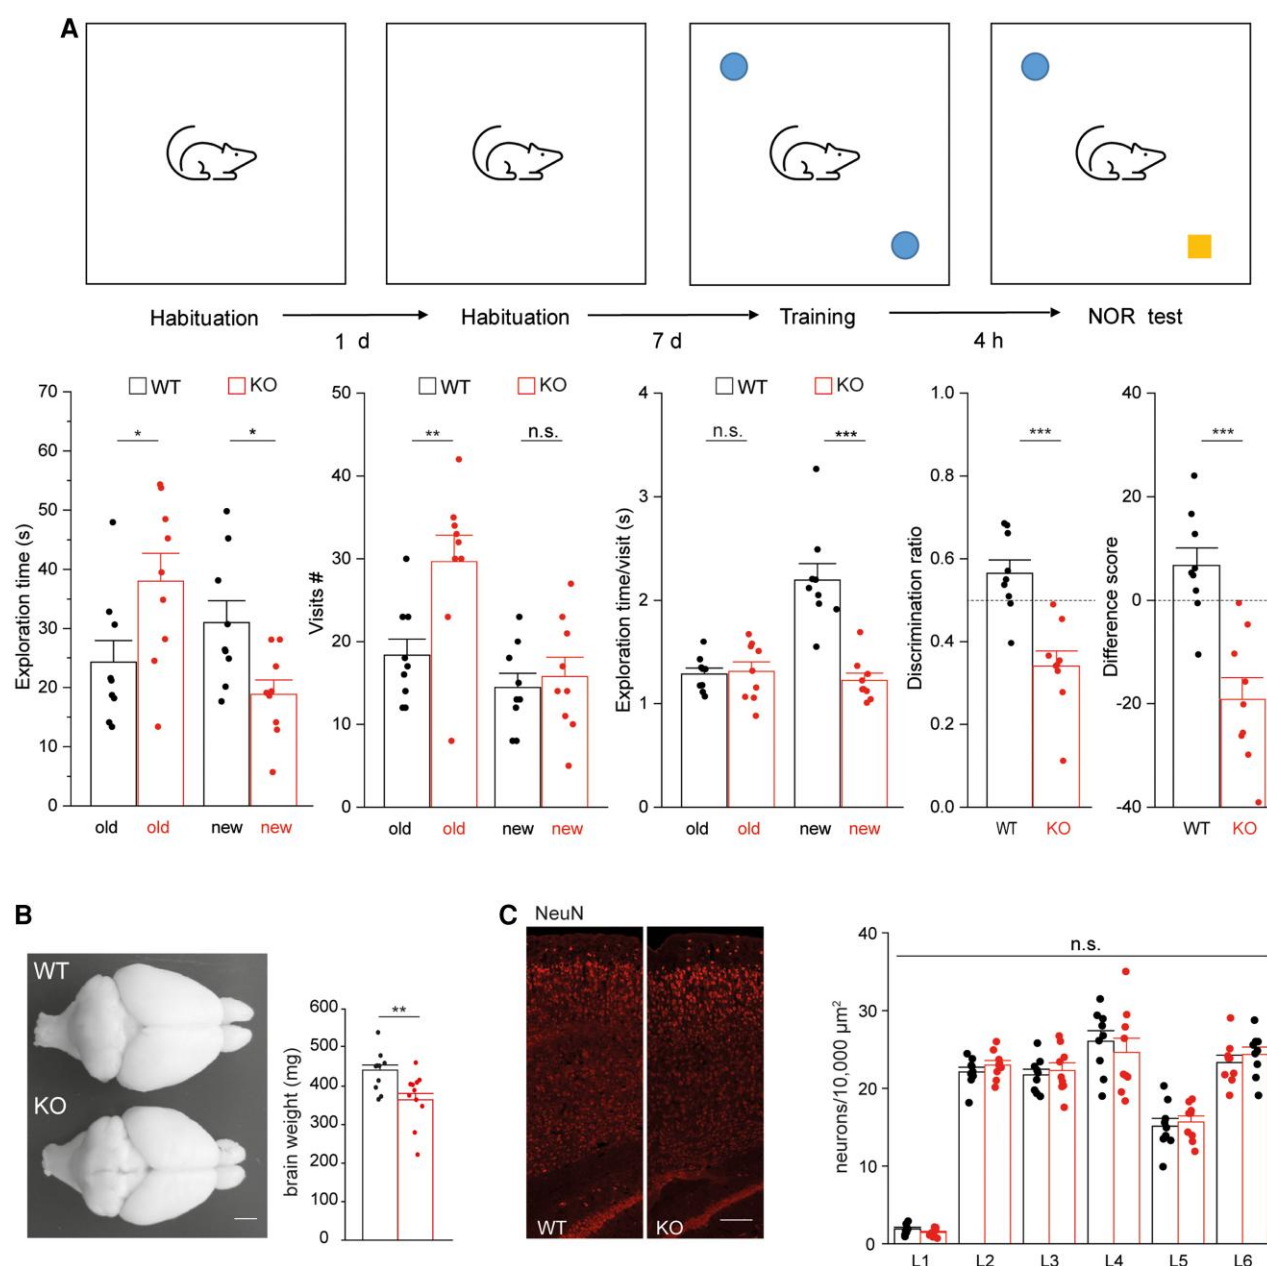 A
Habituation
Habituation
Training
NOR test
1 d
7 d
4 h
WT KO
WT KO
WT KO
Exploration time (s)
70
60
50
40
30
20
10
0
* *
old old new new
Visits #
50
40
30
20
10
0
** n.s.
old old new new
Exploration time/visit (s)
4
3
2
1
0
n.s. ***
old old new new
Discrimination ratio
1.0
0.8
0.6
0.4
0.2
0.0
***
WT KO
Difference score
40
20
0
-20
-40
***
WT KO
B
WT
KO
brain weight (mg)
600
500
400
300
200
100
0
**
C
NeuN
WT
KO
neurons/10,000 µm²
40
30
20
10
0
n.s.
L1 L2 L3 L4 L5 L6